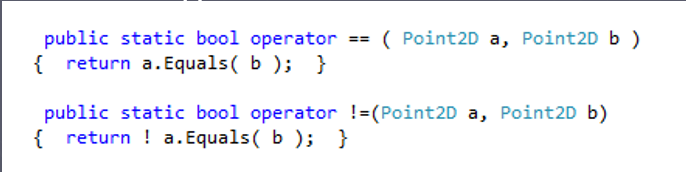 public static bool operator == ( Point2D a, Point2D b )
{ return a.Equals( b ); }
public static bool operator !=(Point2D a, Point2D b)
{ return ! a.Equals( b ); }